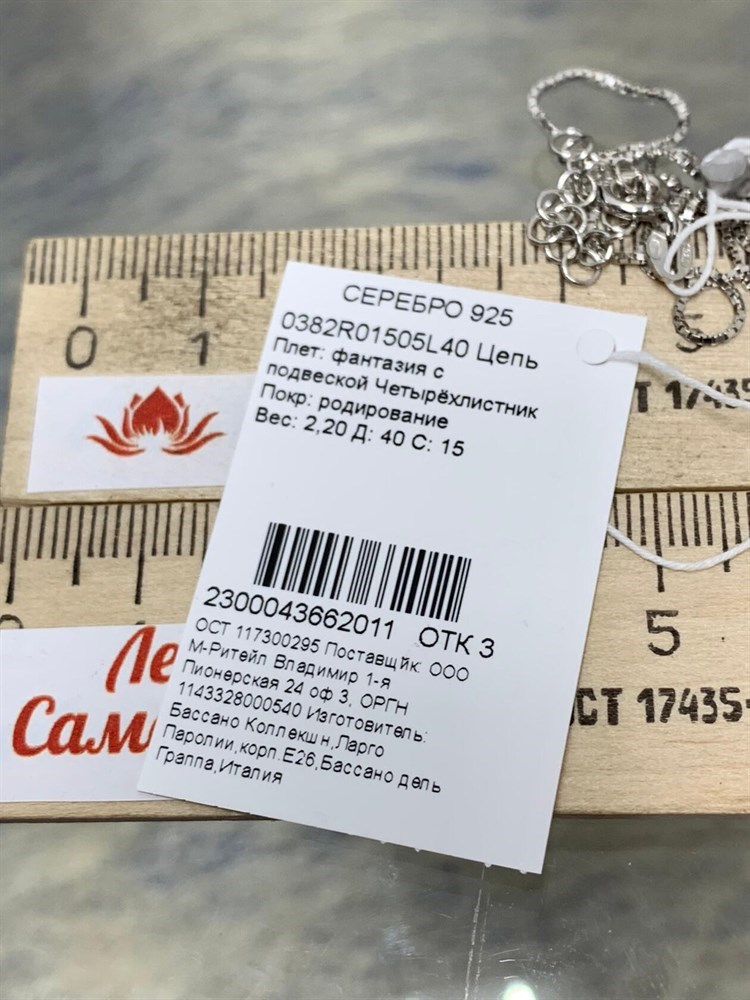 СЕРЕБРО 925
0382R01505L40 Цепь
Плет: фантазия с
подвеской Четырёхлистник
Покр: родирование
Вес: 2,20 Д: 40 С: 15
2300043662011 ОТК 3
ОСТ 117300295 Поставщйк: ООО
М-Ритейл Владимир 1-я
Пионерская 24 оф 3, ОРГН
1143328000540 Изготовитель:
Бассано Коллекшн,Ларго
Паролии,корп.Е26,Бассано дель
Граппа,Италия
0 1
Т 17435
5
ОСТ 17435-
Ле
Сам